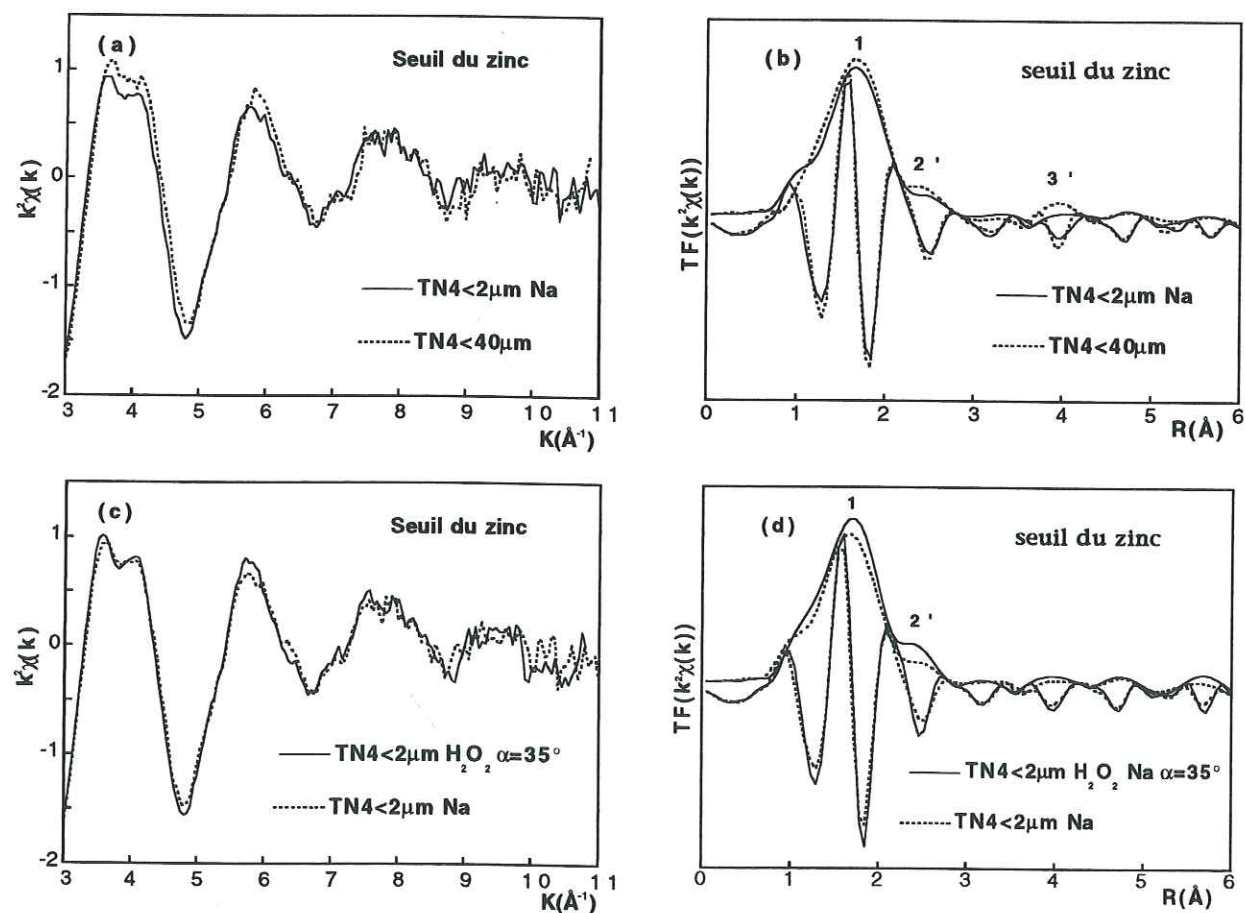 (a)
Seuil du zinc
k²χ(k)
1
0
-1
-2
TN4<2μm Na
TN4<40μm
3 4 5 6 7 8 9 10 11
K(Å⁻¹)
(b)
1
seuil du zinc
2 '
3 '
TF(k²χ(k))
TN4<2μm Na
TN4<40μm
0 1 2 3 4 5 6
R(Å)
(c)
Seuil du zinc
k²χ(k)
1
0
-1
-2
TN4<2μm H₂O₂ α=35°
TN4<2μm Na
3 4 5 6 7 8 9 10 11
K(Å⁻¹)
(d)
1
seuil du zinc
2 '
TF(k²χ(k))
TN4<2μm H₂O₂ Na α=35°
TN4<2μm Na
0 1 2 3 4 5 6
R(Å)